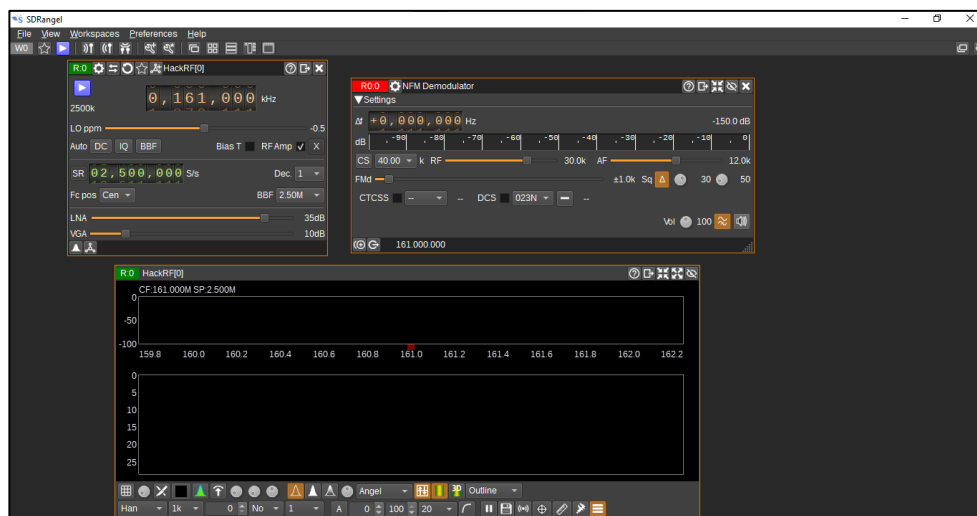 SDRangel
File View Workspaces Preferences Help
W0
R:0 HackRF[0]
2500k 0,161,000 kHz
LO ppm -0.5
Auto DC IQ BBF Bias T RF Amp X
SR 02,500,000 S/s Dec. 1
Fc pos Cen BBF 2.50M
LNA 35dB
VGA 10dB
R0:0 NFM Demodulator
Settings
Δf +0,000,000 Hz -150.0 dB
dB -90 -80 -70 -60 -50 -40 -30 -20 -10 0
CS 40.00 k RF 30.0k AF 12.0k
FMd ±1.0k Sq Δ 30 50
CTCSS -- -- DCS 023N --
Vol 100
161.000.000
R:0 HackRF[0]
CF:161.000M SP:2.500M
0
-50
-100
159.8 160.0 160.2 160.4 160.6 160.8 161.0 161.2 161.4 161.6 161.8 162.0 162.2
0
5
10
15
20
25
Angel 3D Outline
Han 1k 0 No 1 A 0 100 20